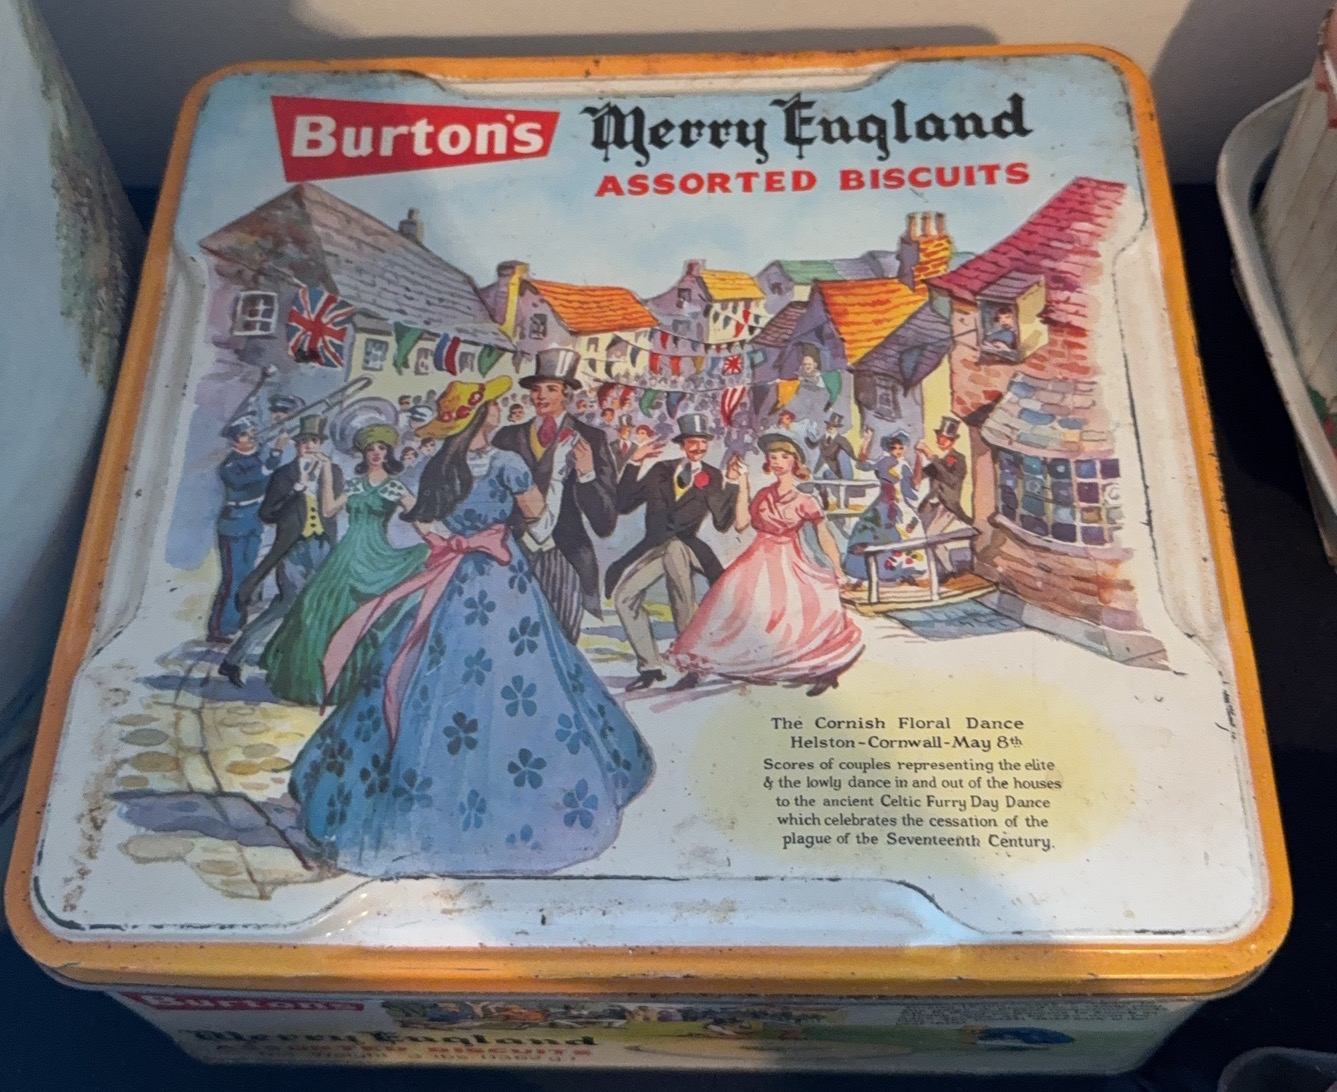 Burton's
Merry England
ASSORTED BISCUITS
The Cornish Floral Dance
Helston-Cornwall-May 8th
Scores of couples representing the elite
& the lowly dance in and out of the houses
to the ancient Celtic Furry Day Dance
which celebrates the cessation of the
plague of the Seventeenth Century.
Burton's
Merry England
ASSORTED BISCUITS